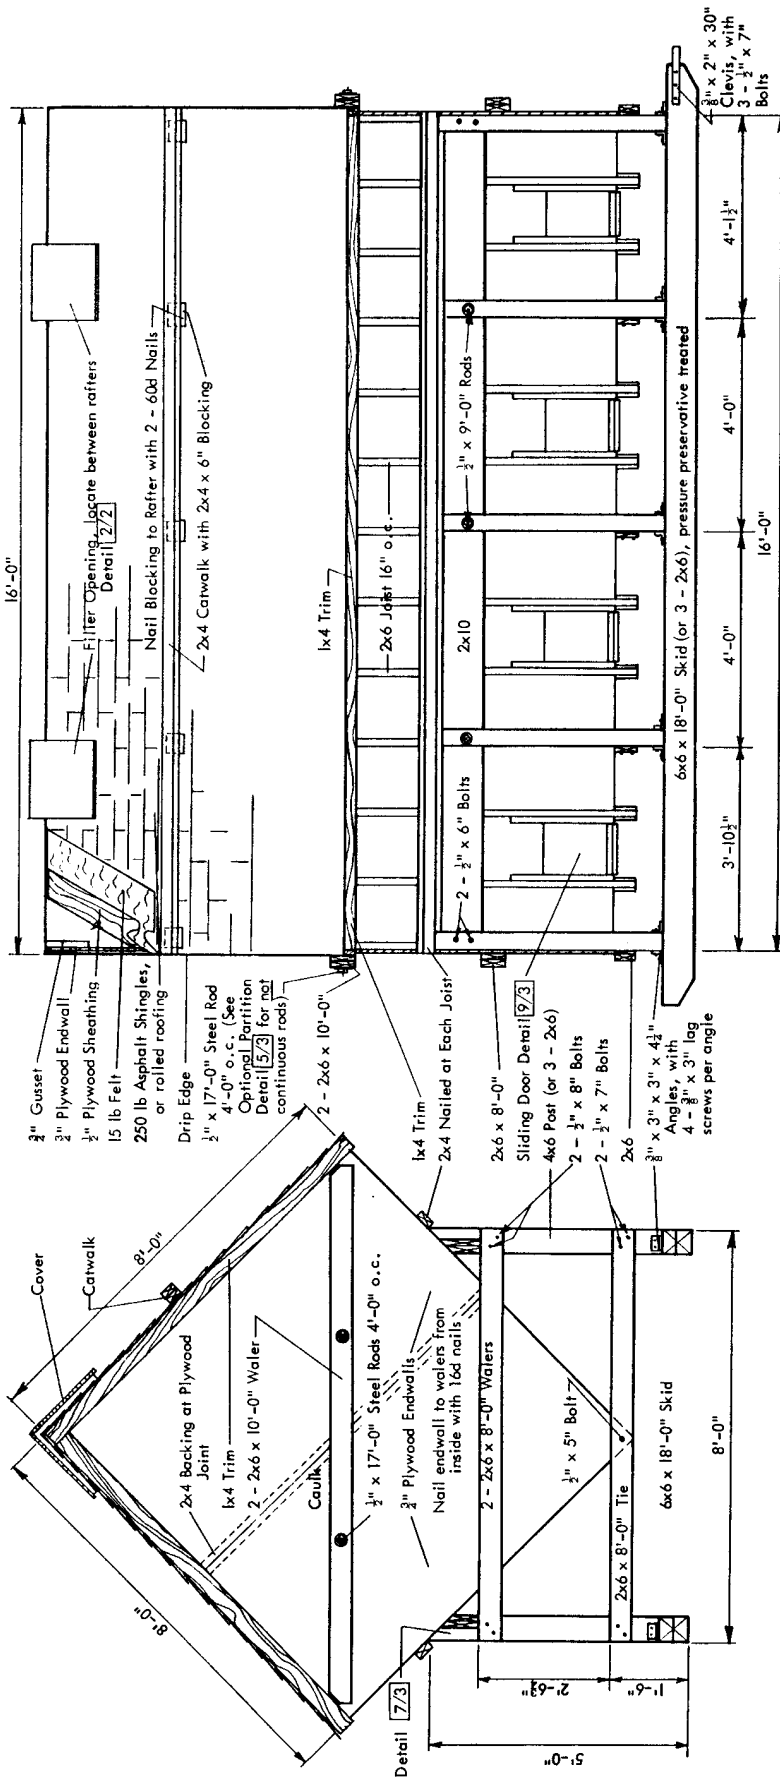 16'-0"
Filter Opening, locate between rafters
Detail 2/2
Nail Blocking to Rafter with 2 - 60d Nails
2x4 Catwalk with 2x4 x 6" Blocking
1x4 Trim
2x6 Joist 16" o.c.
2 - 1/2" x 6" Bolts
2x10
1/2" x 9'-0" Rods
6x6 x 18'-0" Skid (or 3 - 2x6), pressure preservative treated
3/8" x 2" x 30"
Clevis, with
3 - 1/2" x 7"
Bolts
3'-10 1/2"
4'-0"
4'-0"
4'-1 1/2"
16'-0"
3/4" Gusset
3/4" Plywood Endwall
1/2" Plywood Sheathing
15 lb Felt
250 lb Asphalt Shingles,
or rolled roofing
Drip Edge
1/2" x 17'-0" Steel Rod
4'-0" o.c. (See
Optional Partition
Detail 5/3 for not
continuous rods)
2 - 2x6 x 10'-0"
1x4 Trim
2x4 Nailed at Each Joist
2x6 x 8'-0"
Sliding Door Detail 9/3
4x6 Post (or 3 - 2x6)
2 - 1/2" x 8" Bolts
2 - 1/2" x 7" Bolts
2x6
3/8" x 3" x 3" x 4 1/4"
Angles, with
4 - 3/8" x 3" lag
screws per angle
Cover
Catwalk
8'-0"
8'-0"
2x4 Backing at Plywood
Joint
1x4 Trim
2 - 2x6 x 10'-0" Waler
Caulk
1/2" x 17'-0" Steel Rods 4'-0" o.c.
3/4" Plywood Endwalls
Nail endwall to walers from
inside with 16d nails
2 - 2x6 x 8'-0" Walers
1/2" x 5" Bolt
2x6 x 8'-0" Tie
6x6 x 18'-0" Skid
8'-0"
Detail 7/3
5'-0"
1'-6"